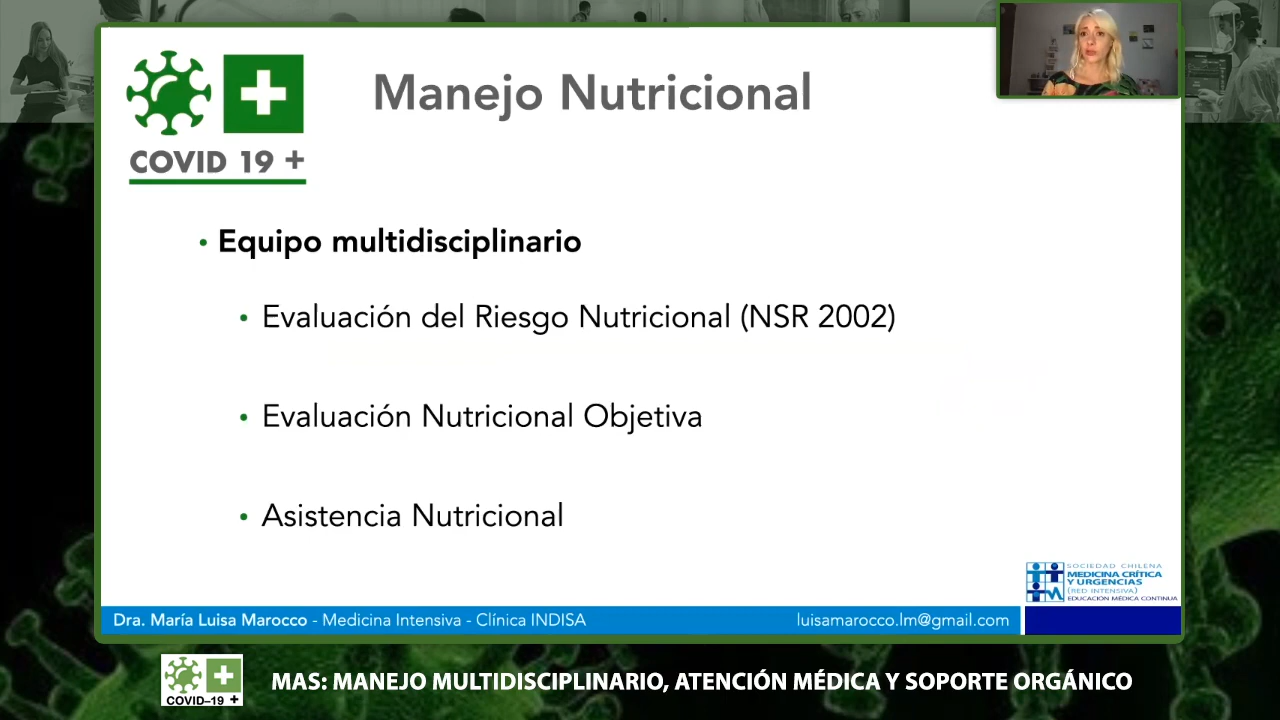 Manejo Nutricional
COVID 19 +
• Equipo multidisciplinario
• Evaluación del Riesgo Nutricional (NSR 2002)
• Evaluación Nutricional Objetiva
• Asistencia Nutricional
SOCIEDAD CHILENA
MEDICINA CRÍTICA
Y URGENCIAS
(RED INTENSIVA)
EDUCACIÓN MÉDICA CONTINUA
Dra. María Luisa Marocco - Medicina Intensiva - Clínica INDISA
luisamarocco.lm@gmail.com
COVID–19 +
MAS: MANEJO MULTIDISCIPLINARIO, ATENCIÓN MÉDICA Y SOPORTE ORGÁNICO